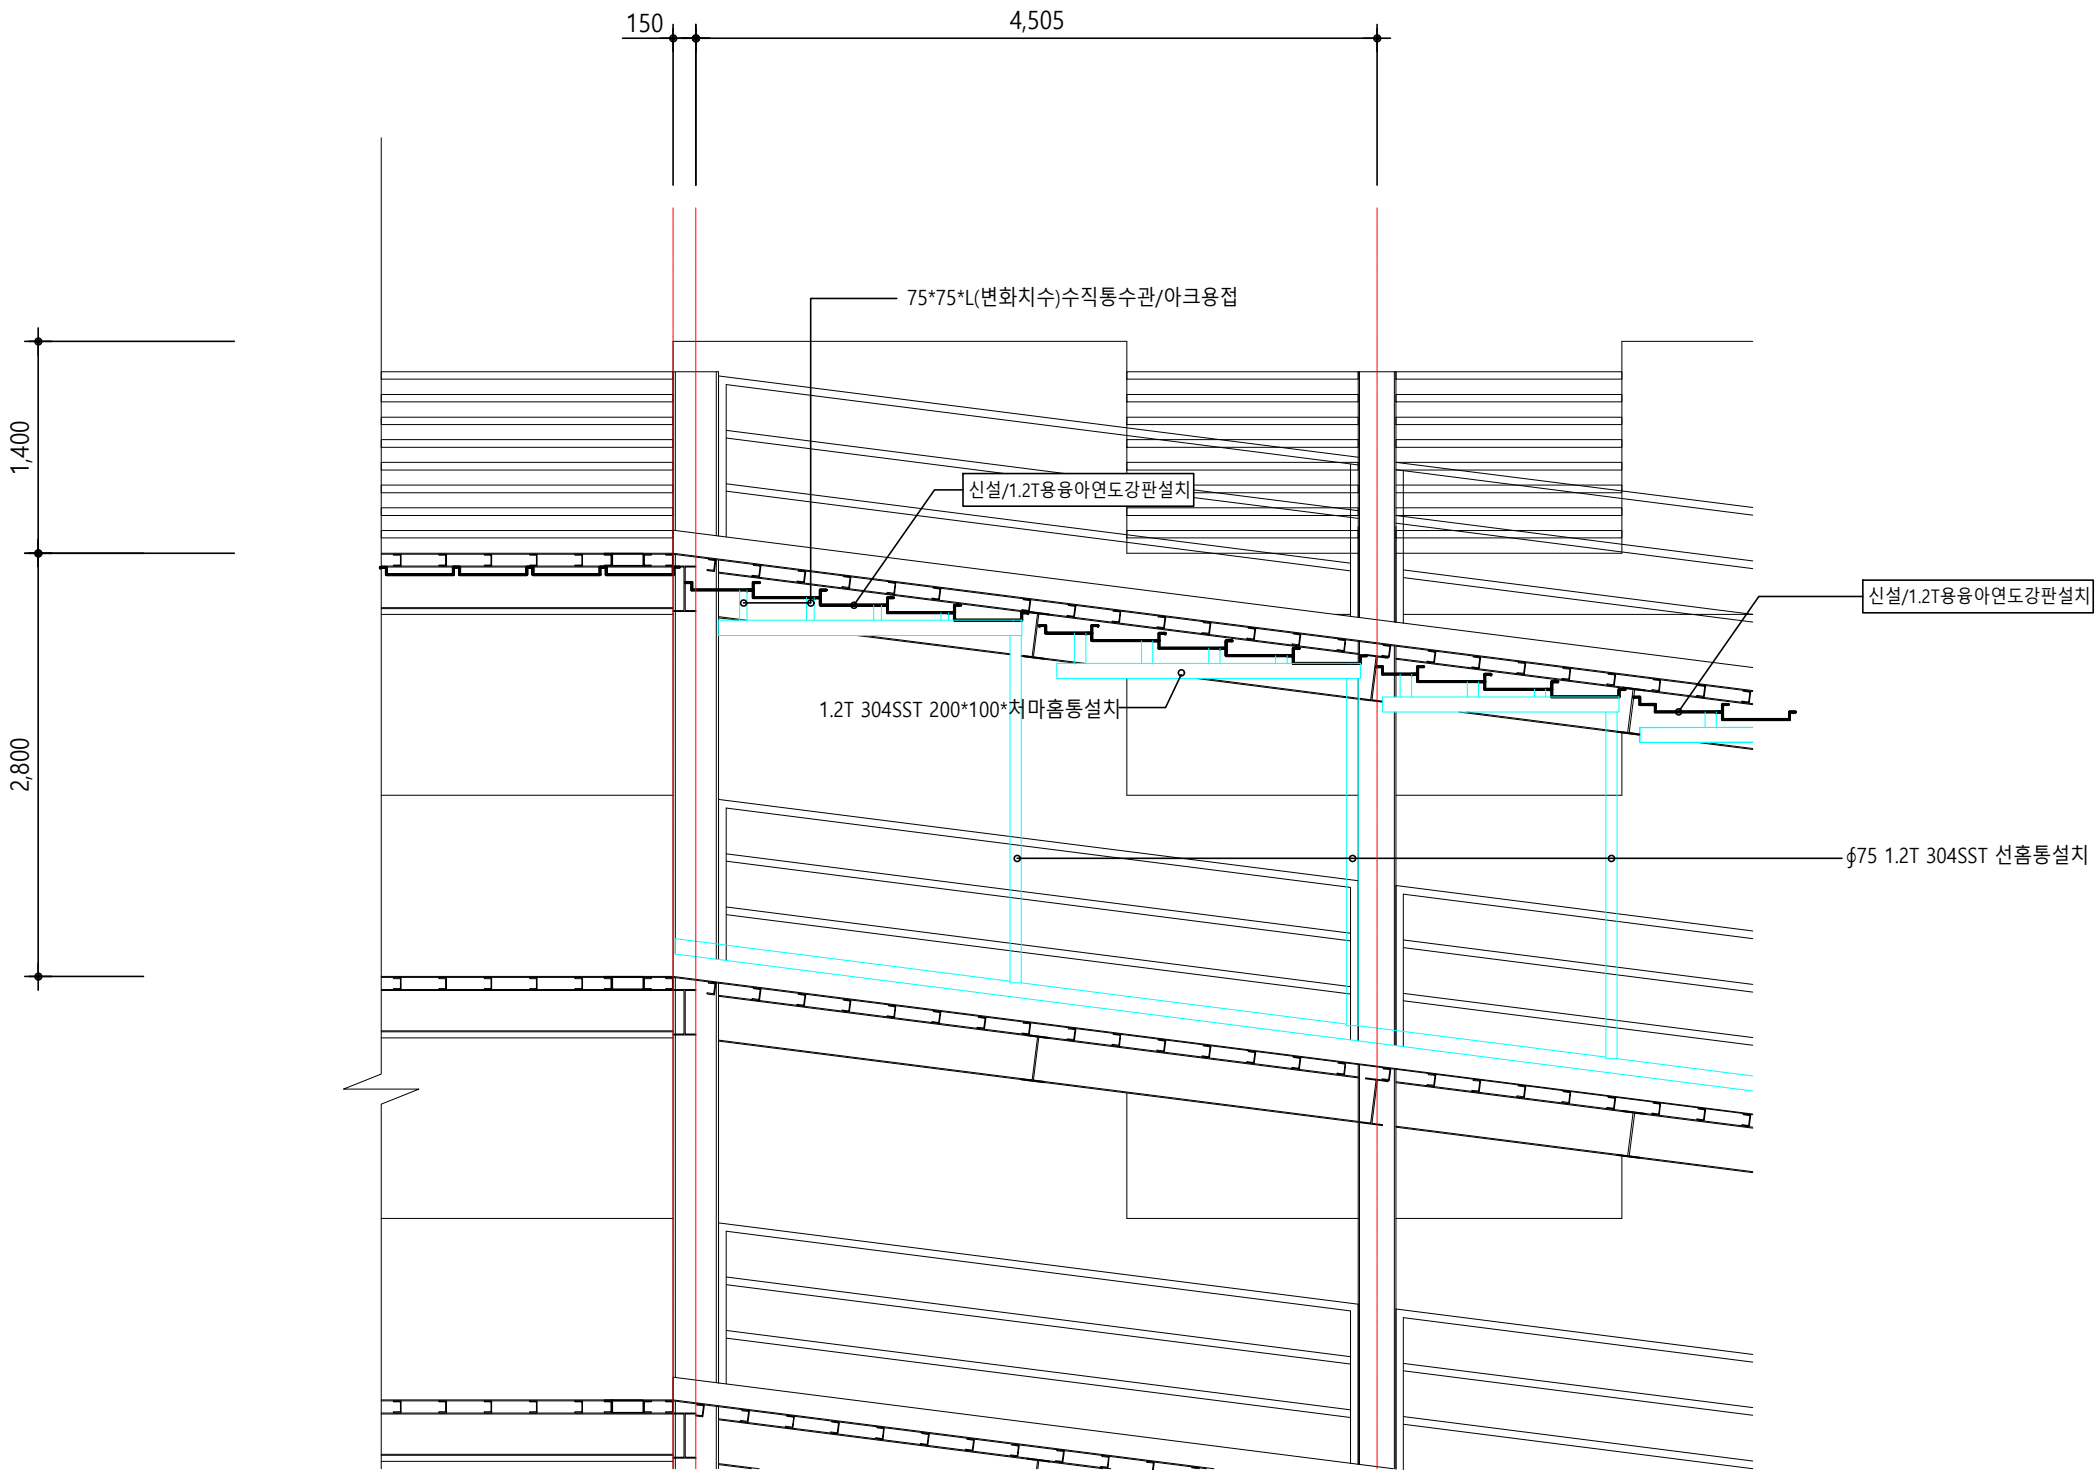 150
4,505
75*75*L(변화치수)수직통수관/아크용접
1,400
신설/1.2T용융아연도강판설치
신설/1.2T용융아연도강판설치
1.2T 304SST 200*100*처마홈통설치
2,800
∮75 1.2T 304SST 선홈통설치